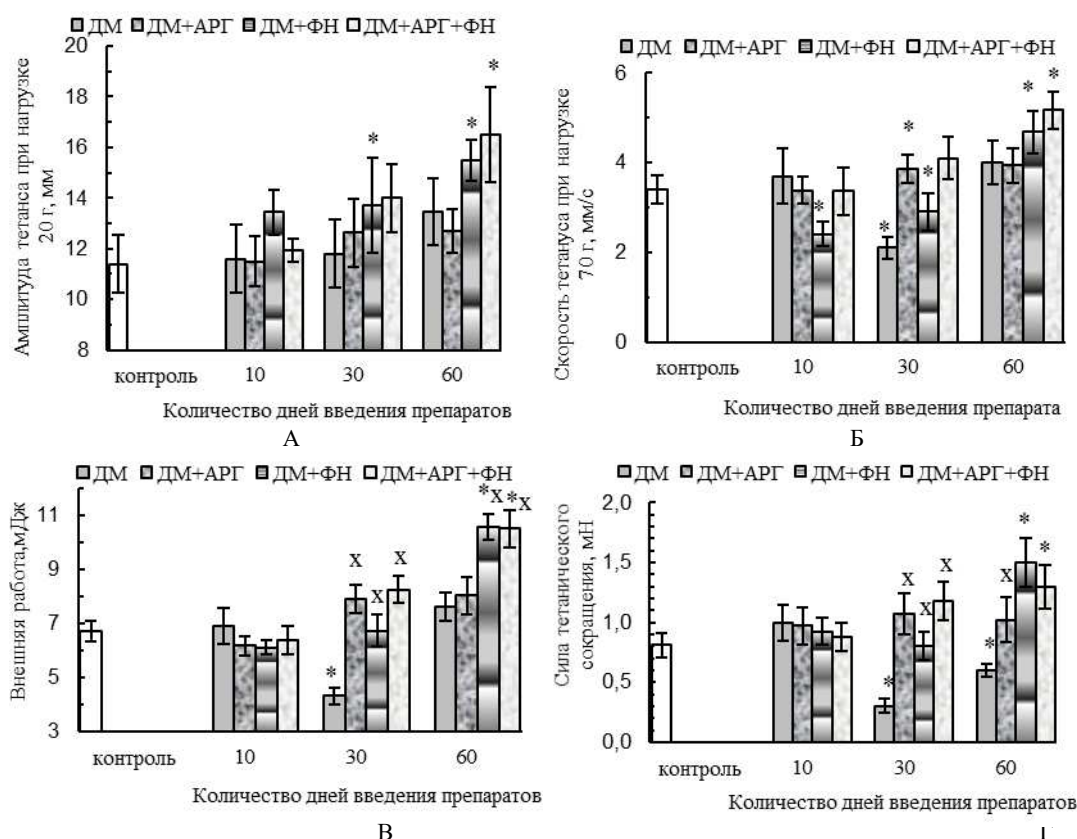 ДМ ДМ+АРГ ДМ+ФН ДМ+АРГ+ФН
Амплитуда тетанса при нагрузке
20 г, мм
20
18
16
14
12
10
8
* * *
контроль 10 30 60
Количество дней введения препаратов
А
ДМ ДМ+АРГ ДМ+ФН ДМ+АРГ+ФН
Скорость тетануса при нагрузке
70 г, мм/с
6
4
2
0
* * * * * *
контроль 10 30 60
Количество дней введения препарата
Б
ДМ ДМ+АРГ ДМ+ФН ДМ+АРГ+ФН
Внешняя работа,мДж
11
9
7
5
3
* х х х *х *х
контроль 10 30 60
Количество дней введения препаратов
В
ДМ ДМ+АРГ ДМ+ФН ДМ+АРГ+ФН
Сипа тетанического
сокращения, мН
2,0
1,5
1,0
0,5
0,0
* х х х * х * *
контроль 10 30 60
Количество дней введения препаратов